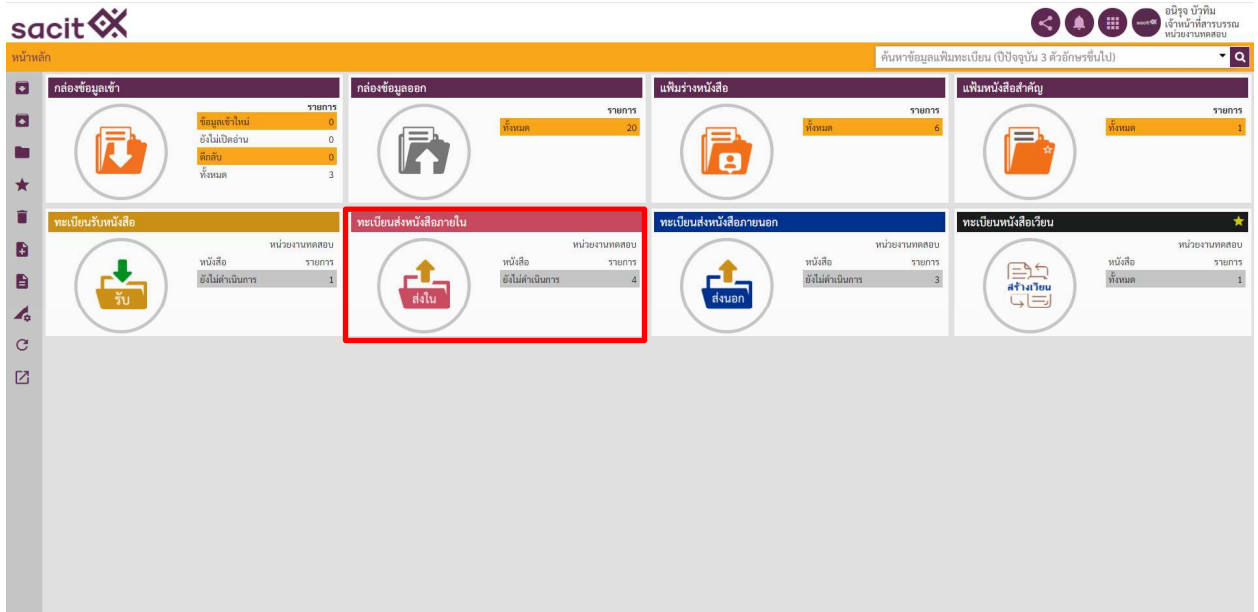 sacit
อนิรุจ บัวทิม
เจ้าหน้าที่สารบรรณ
หน่วยงานทดสอบ
หน้าหลัก
ค้นหาข้อมูลแฟ้มทะเบียน (ปีปัจจุบัน 3 ตัวอักษรขึ้นไป)
กล่องข้อมูลเข้า
รายการ
ข้อมูลเข้าใหม่ 0
ยังไม่เปิดอ่าน 0
ตีกลับ 0
ทั้งหมด 3
กล่องข้อมูลออก
รายการ
ทั้งหมด 20
แฟ้มร่างหนังสือ
รายการ
ทั้งหมด 6
แฟ้มหนังสือสำคัญ
รายการ
ทั้งหมด 1
ทะเบียนรับหนังสือ
หน่วยงานทดสอบ
หนังสือ รายการ
ยังไม่ดำเนินการ 1
รับ
ทะเบียนส่งหนังสือภายใน
หน่วยงานทดสอบ
หนังสือ รายการ
ยังไม่ดำเนินการ 4
ส่งใน
ทะเบียนส่งหนังสือภายนอก
หน่วยงานทดสอบ
หนังสือ รายการ
ยังไม่ดำเนินการ 3
ส่งนอก
ทะเบียนหนังสือเวียน
หน่วยงานทดสอบ
หนังสือ รายการ
ทั้งหมด 1
สร้างเวียน